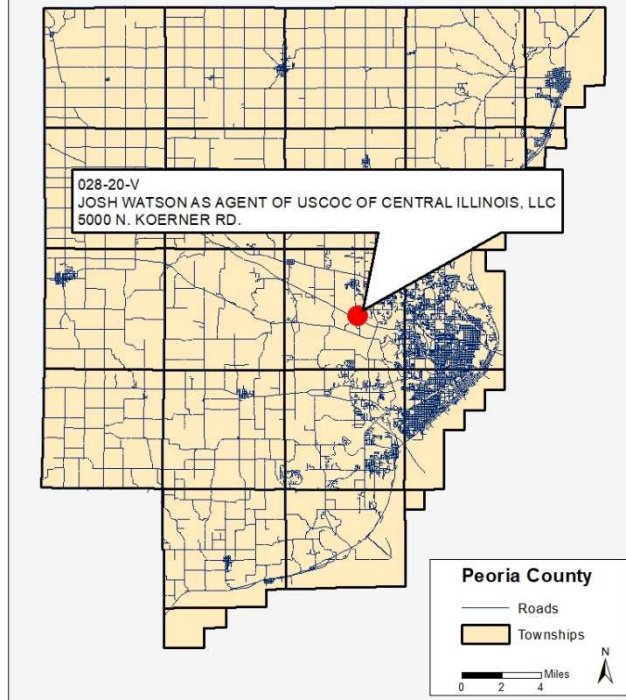 028-20-V
JOSH WATSON AS AGENT OF USCOC OF CENTRAL ILLINOIS, LLC
5000 N. KOERNER RD.
Peoria County
Roads
Townships
N
Miles
0 2 4